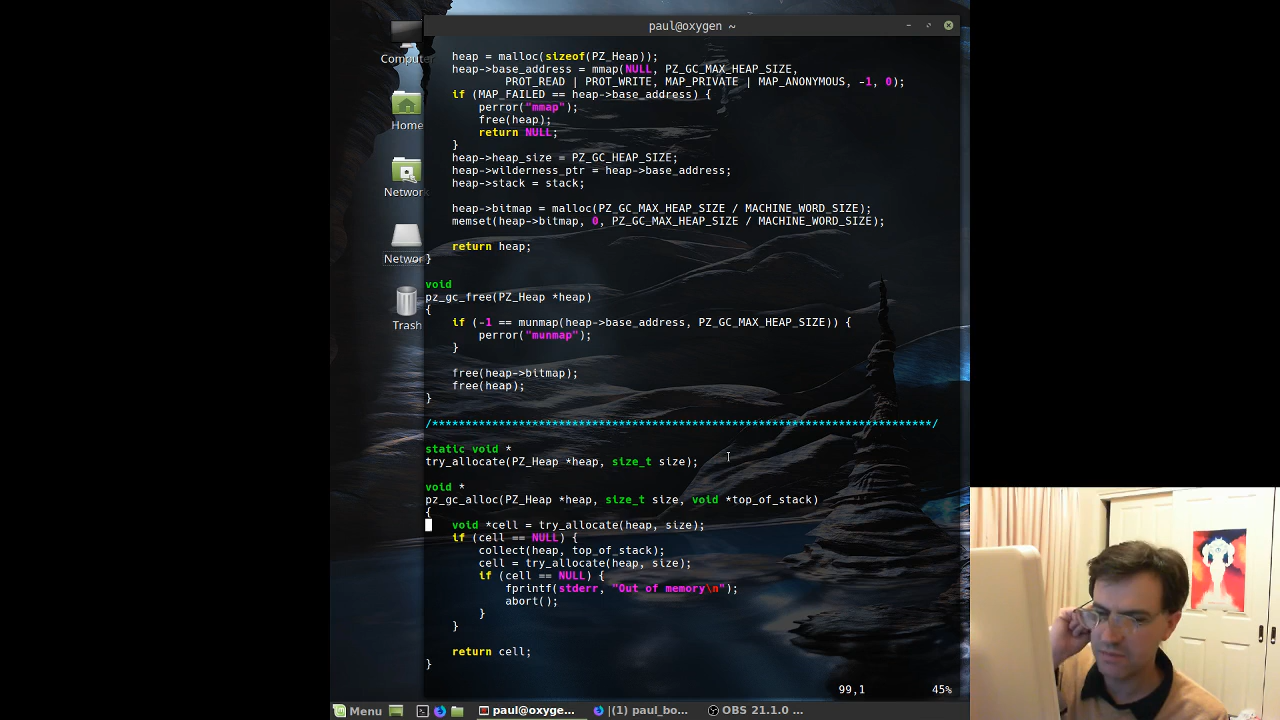 paul@oxygen ~
heap = malloc(sizeof(PZ_Heap));
heap->base_address = mmap(NULL, PZ_GC_MAX_HEAP_SIZE,
PROT_READ | PROT_WRITE, MAP_PRIVATE | MAP_ANONYMOUS, -1, 0);
if (MAP_FAILED == heap->base_address) {
perror("mmap");
free(heap);
return NULL;
}
heap->heap_size = PZ_GC_HEAP_SIZE;
heap->wilderness_ptr = heap->base_address;
heap->stack = stack;
heap->bitmap = malloc(PZ_GC_MAX_HEAP_SIZE / MACHINE_WORD_SIZE);
memset(heap->bitmap, 0, PZ_GC_MAX_HEAP_SIZE / MACHINE_WORD_SIZE);
return heap;
}
void
pz_gc_free(PZ_Heap *heap)
{
if (-1 == munmap(heap->base_address, PZ_GC_MAX_HEAP_SIZE)) {
perror("munmap");
}
free(heap->bitmap);
free(heap);
}
/***************************************************************************/
static void *
try_allocate(PZ_Heap *heap, size_t size);
void *
pz_gc_alloc(PZ_Heap *heap, size_t size, void *top_of_stack)
{
void *cell = try_allocate(heap, size);
if (cell == NULL) {
collect(heap, top_of_stack);
cell = try_allocate(heap, size);
if (cell == NULL) {
fprintf(stderr, "Out of memory\n");
abort();
}
}
return cell;
}
99,1 45%
Compute
Home
Network
Networ
Trash
Menu paul@oxyge... |(1) paul_bo... OBS 21.1.0 ...